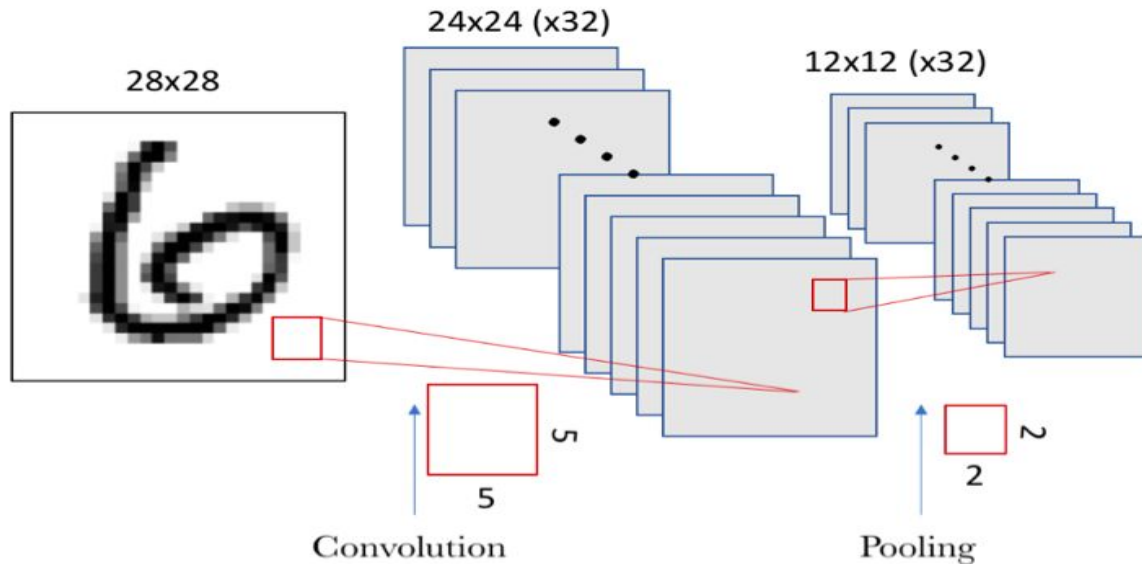 28x28
24x24 (x32)
12x12 (x32)
5
5
2
2
Convolution
Pooling